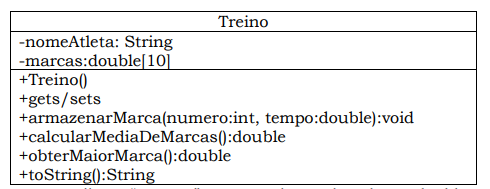 Treino
-nomeAtleta: String
-marcas:double[10]
+Treino()
+gets/sets
+armazenarMarca(numero:int, tempo:double):void
+calcularMediaDeMarcas():double
+obterMaiorMarca():double
+toString():String